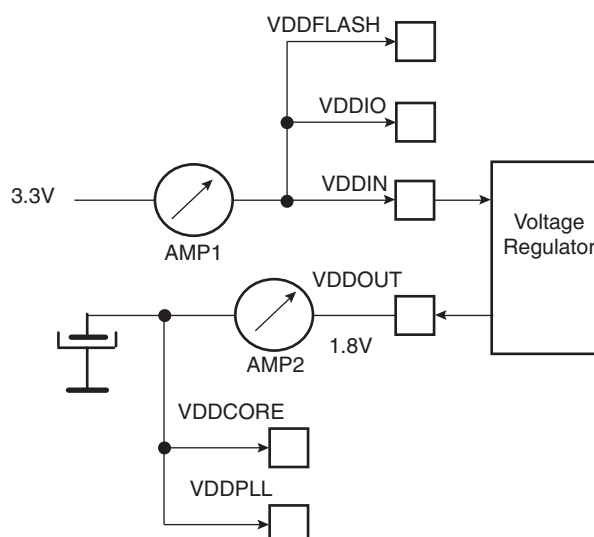 VDDFLASH
VDDIO
VDDIN
3.3V
Voltage
Regulator
AMP1
VDDOUT
1.8V
AMP2
VDDCORE
VDDPLL